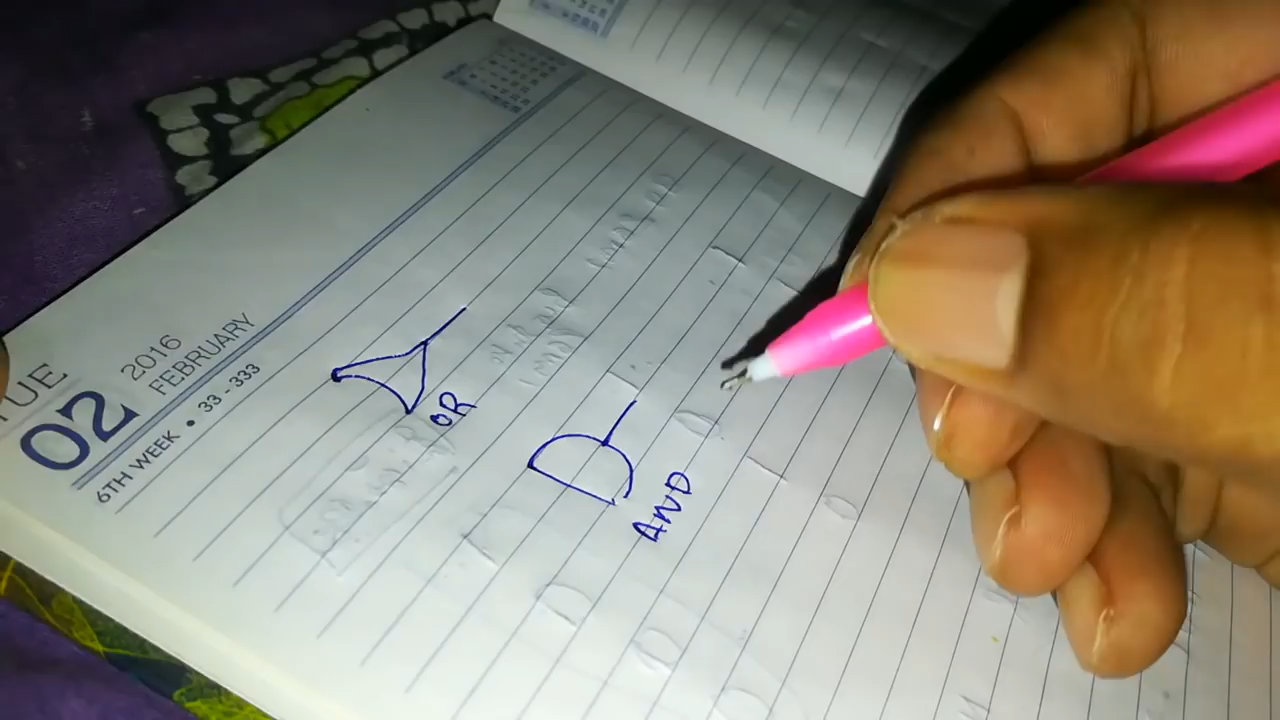 TUE
02
2016
FEBRUARY
6TH WEEK • 33 - 333
OR
AND